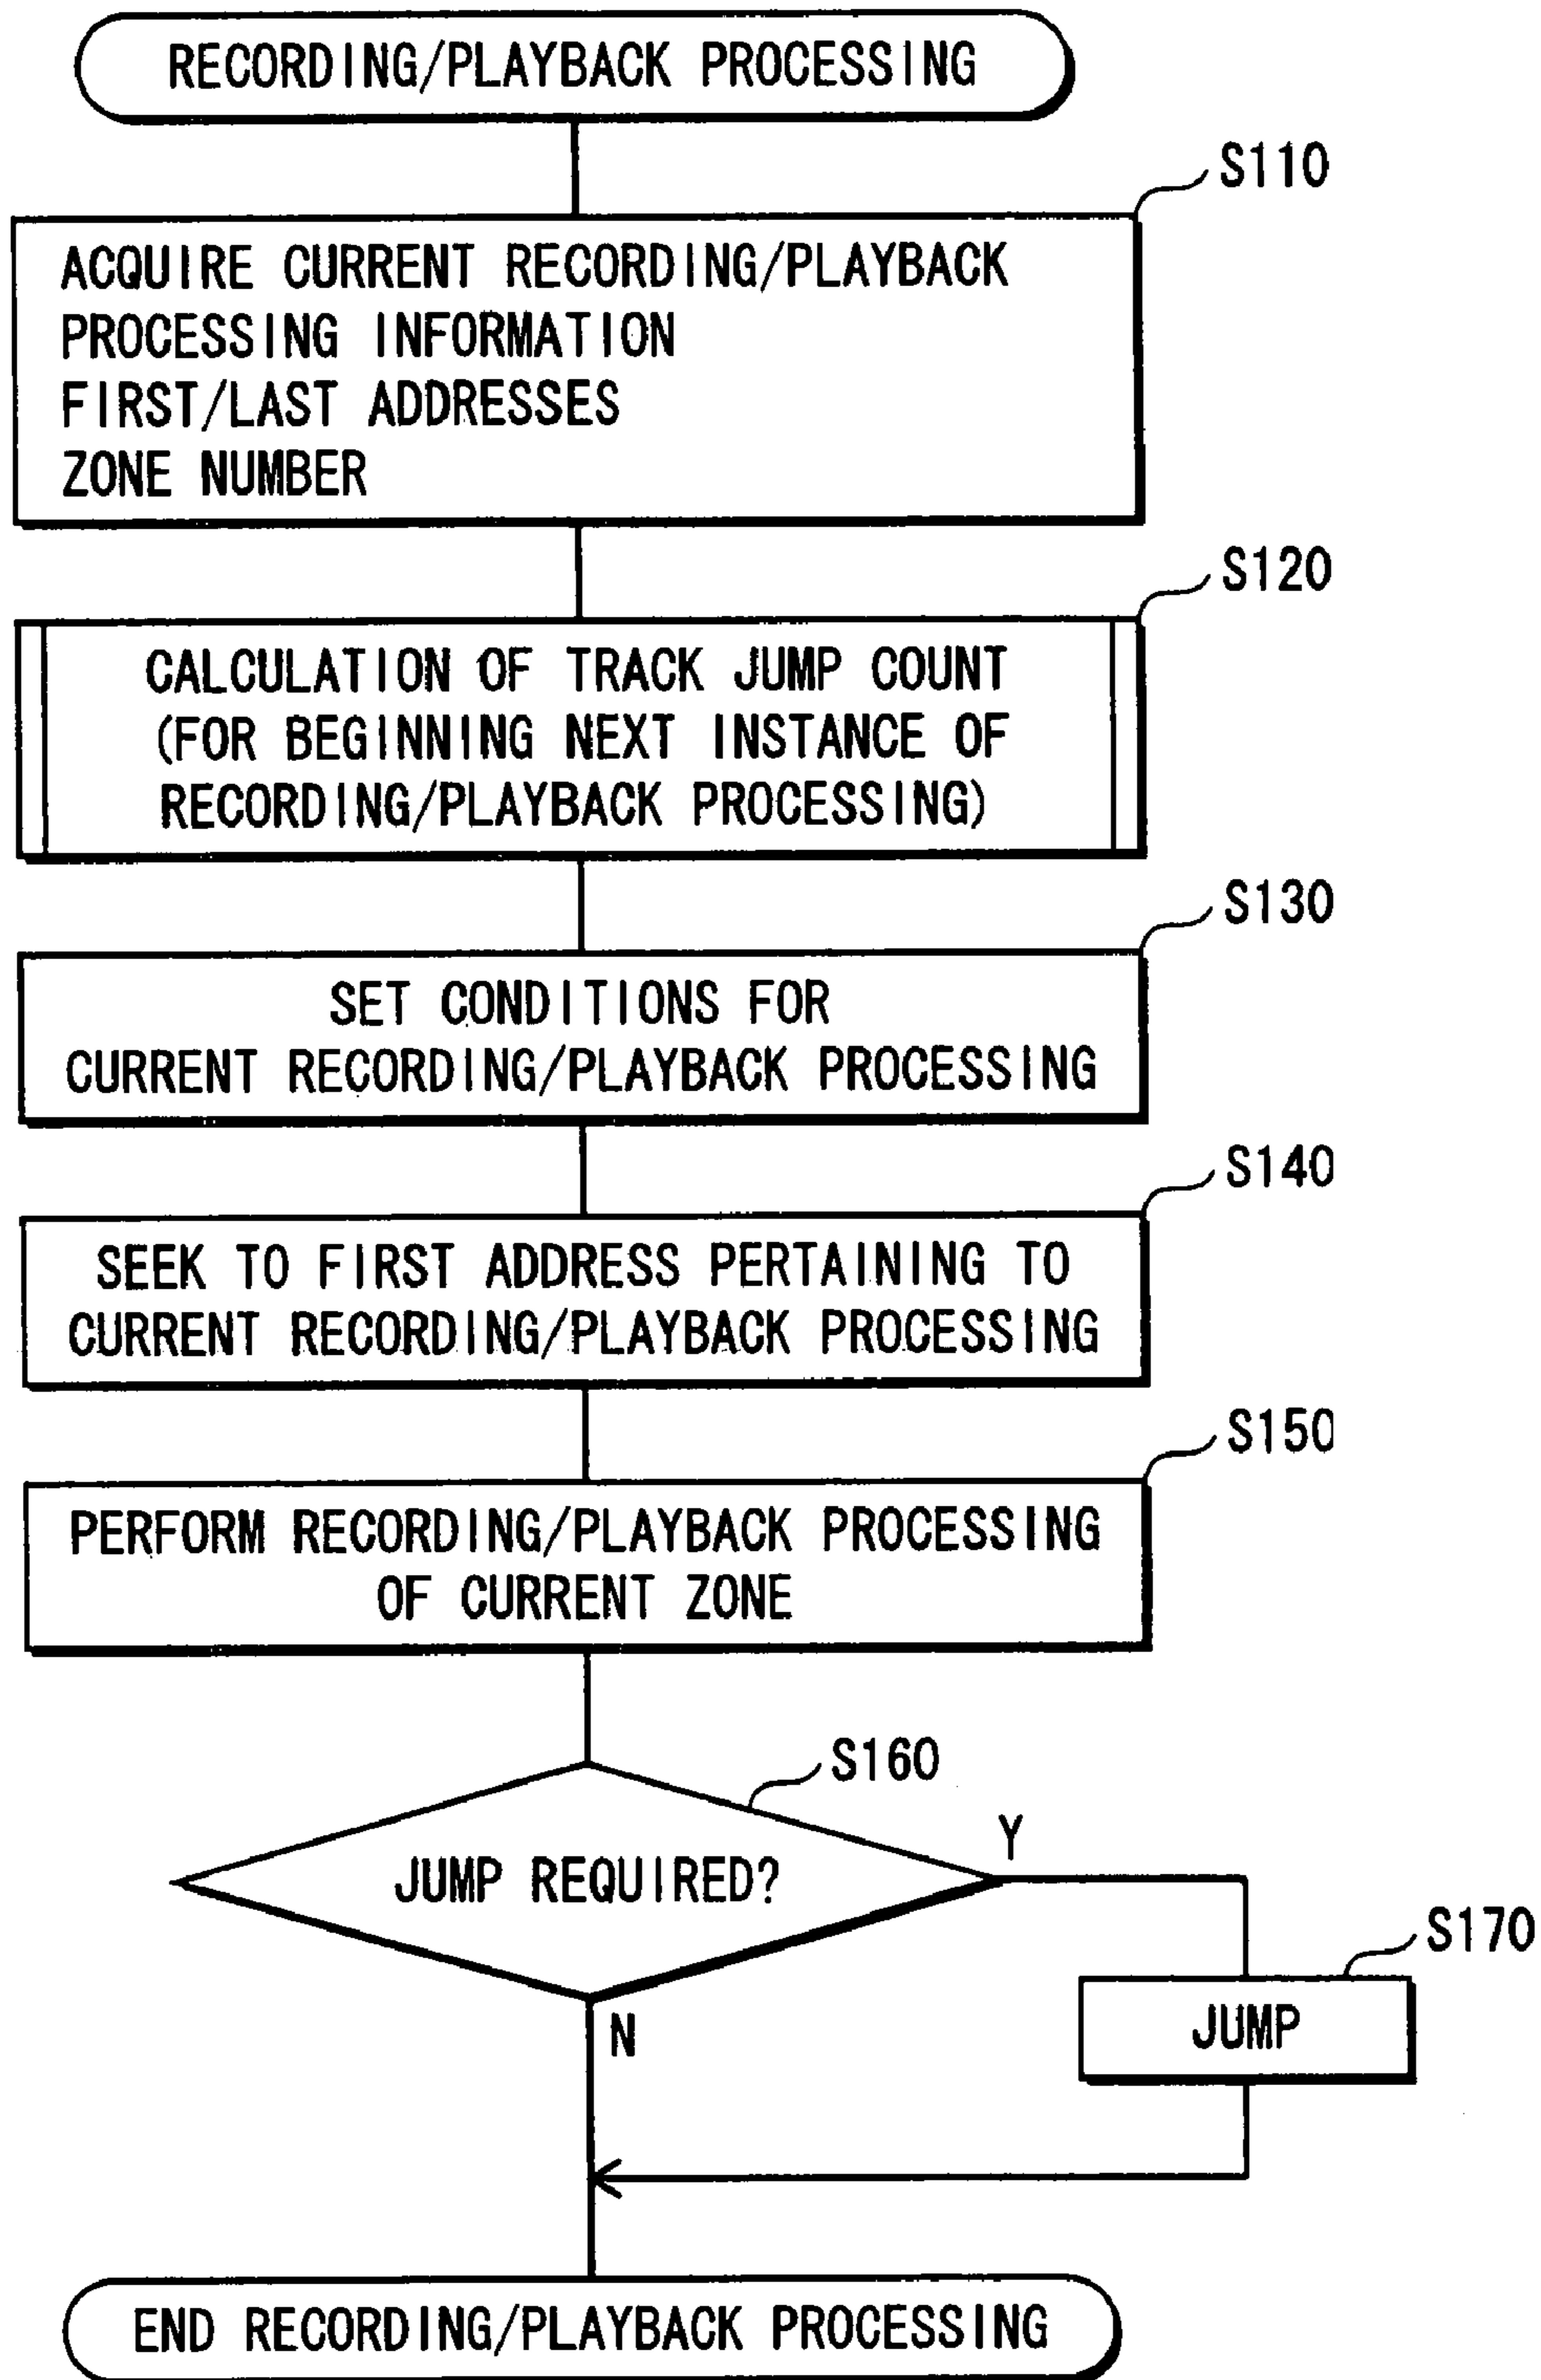 RECORDING/PLAYBACK PROCESSING
S110
ACQUIRE CURRENT RECORDING/PLAYBACK
PROCESSING INFORMATION
FIRST/LAST ADDRESSES
ZONE NUMBER
S120
CALCULATION OF TRACK JUMP COUNT
(FOR BEGINNING NEXT INSTANCE OF
RECORDING/PLAYBACK PROCESSING)
S130
SET CONDITIONS FOR
CURRENT RECORDING/PLAYBACK PROCESSING
S140
SEEK TO FIRST ADDRESS PERTAINING TO
CURRENT RECORDING/PLAYBACK PROCESSING
S150
PERFORM RECORDING/PLAYBACK PROCESSING
OF CURRENT ZONE
S160
JUMP REQUIRED?
Y
S170
JUMP
N
END RECORDING/PLAYBACK PROCESSING